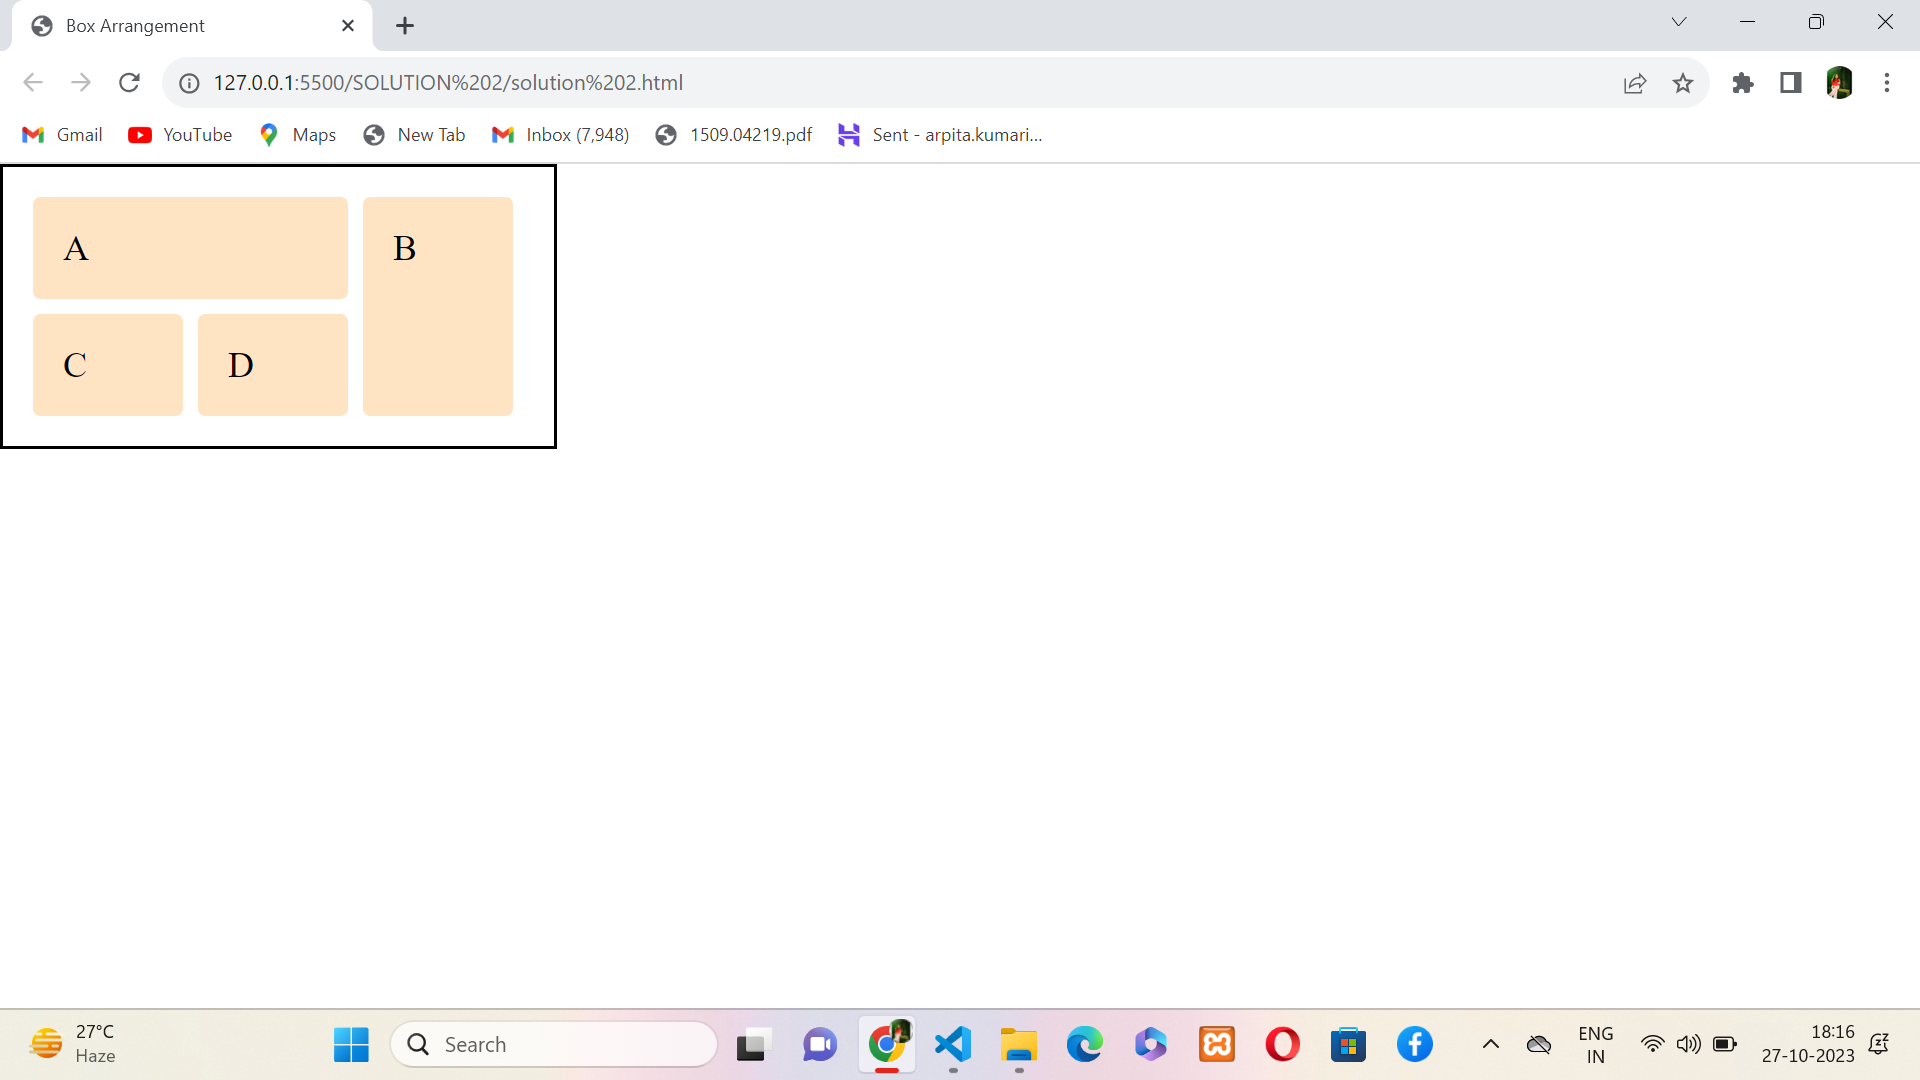 Box Arrangement
127.0.0.1:5500/SOLUTION%202/solution%202.html
Gmail YouTube Maps New Tab Inbox (7,948) 1509.04219.pdf Sent - arpita.kumari...
A B
C D
27°C
Haze
Search
ENG
IN
18:16
27-10-2023